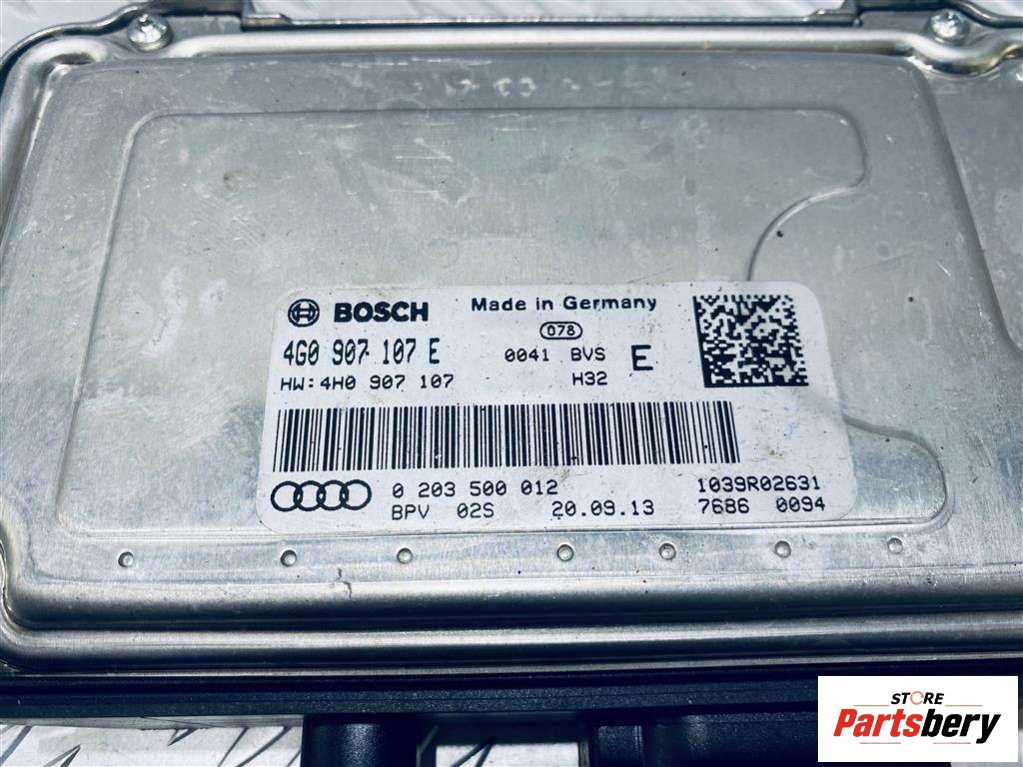 BOSCH Made in Germany
078
4G0 907 107 E 0041 BVS E
HW:4H0 907 107 H32
0 203 500 012 1039R02631
BPV 02S 20.09.13 7686 0094
STORE
Partsbery